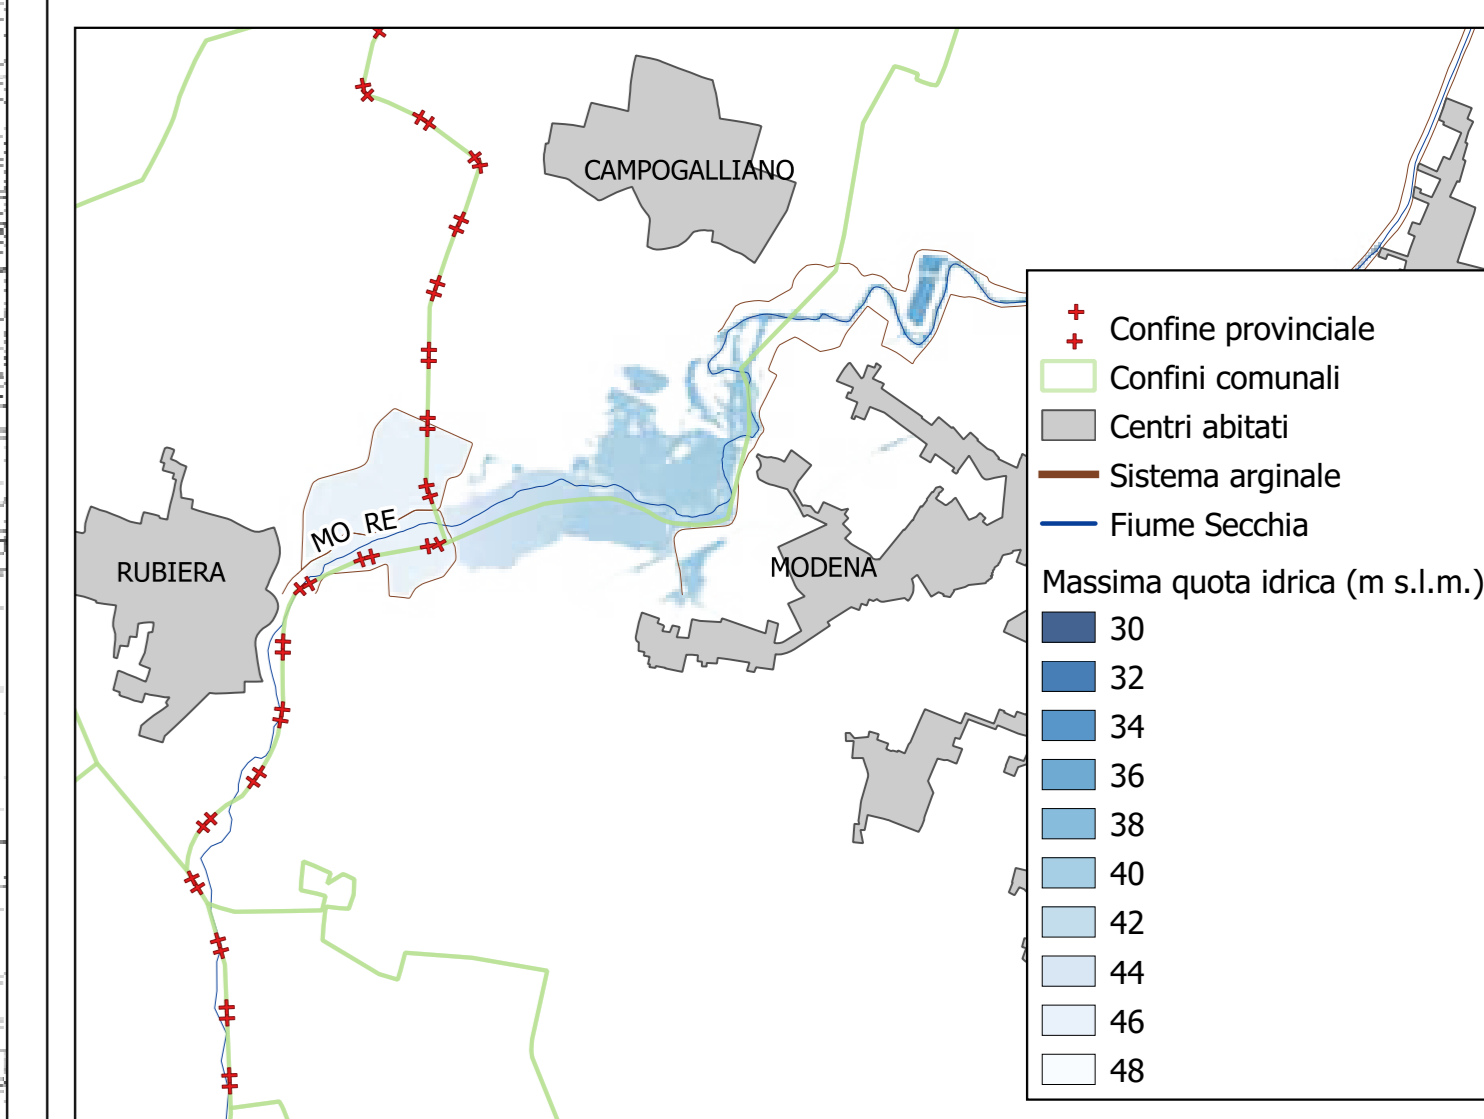 CAMPOGALLIANO
MO RE
RUBIERA
MODENA
Confine provinciale
Confini comunali
Centri abitati
Sistema arginale
Fiume Secchia
Massima quota idrica (m s.l.m.)
30
32
34
36
38
40
42
44
46
48